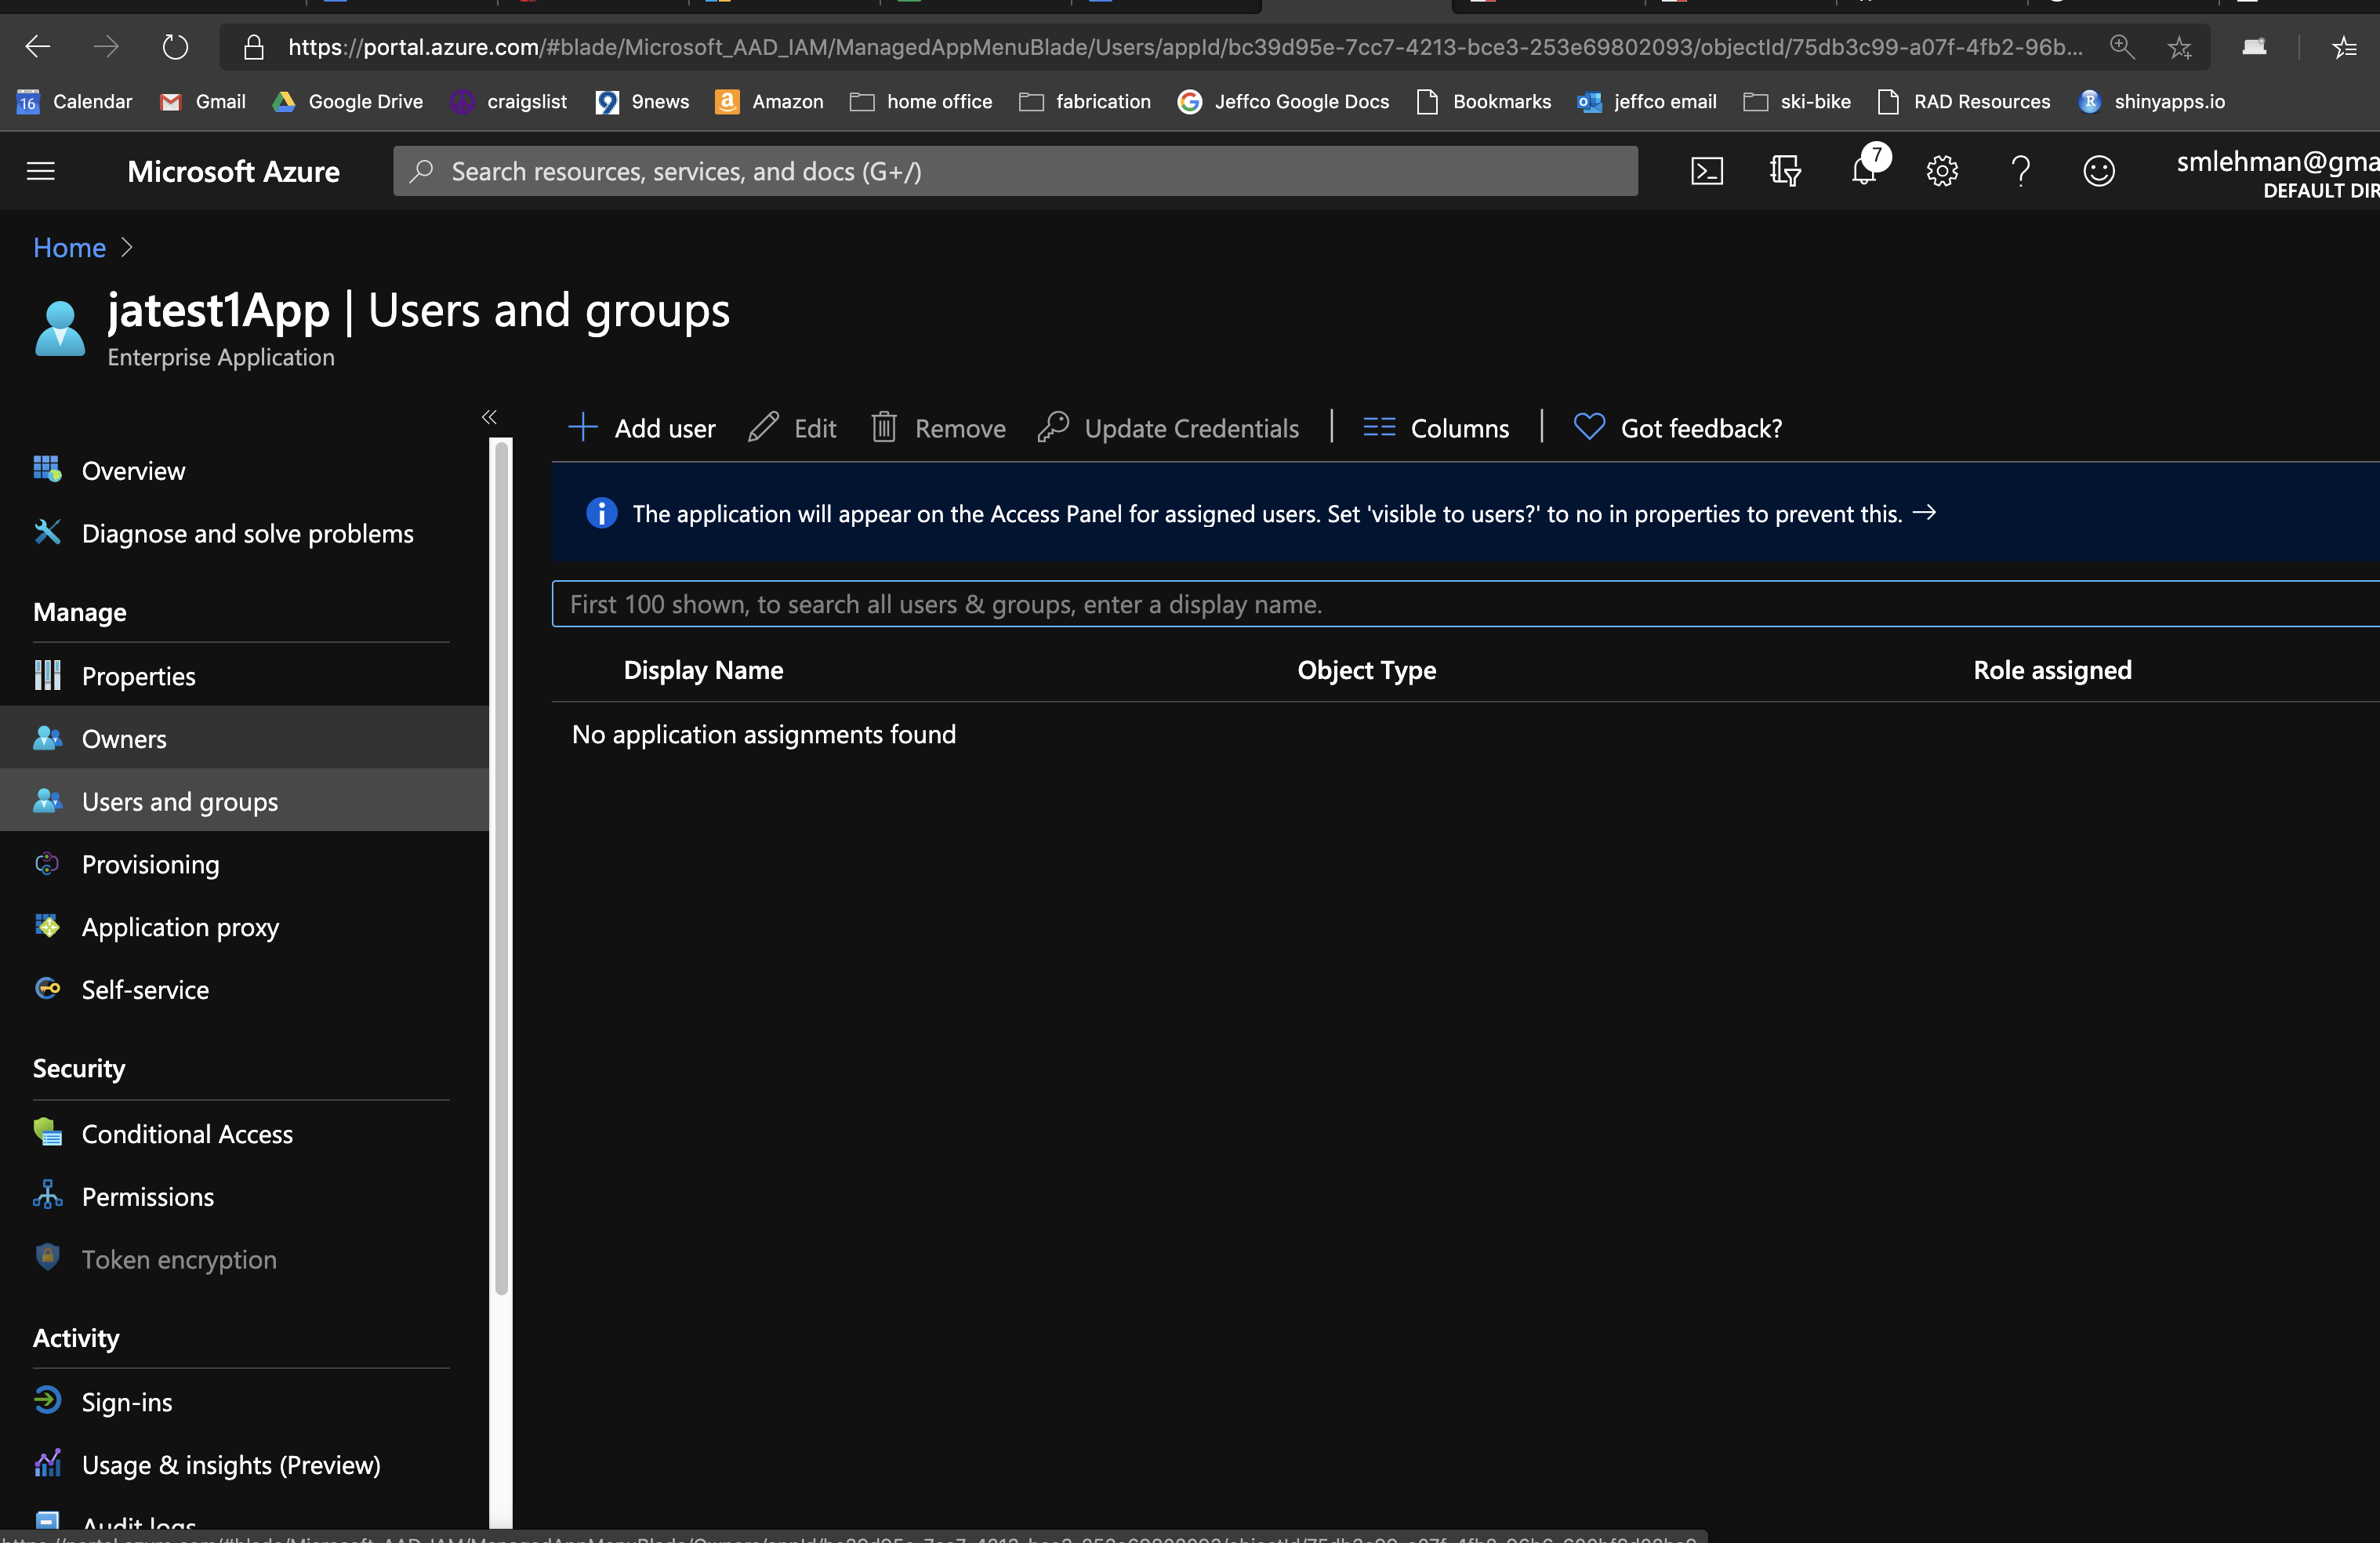 https://portal.azure.com/#blade/Microsoft_AAD_IAM/ManagedAppMenuBlade/Users/appId/bc39d95e-7cc7-4213-bce3-253e69802093/objectId/75db3c99-a07f-4fb2-96b...
16 Calendar Gmail Google Drive craigslist 9news Amazon home office fabrication Jeffco Google Docs Bookmarks jeffco email ski-bike RAD Resources shinyapps.io
Microsoft Azure Search resources, services, and docs (G+/) 7 smlehman@gma
DEFAULT DIR
Home
jatest1App | Users and groups
Enterprise Application
Add user Edit Remove Update Credentials Columns Got feedback?
Overview
Diagnose and solve problems
Manage
Properties
Owners
Users and groups
Provisioning
Application proxy
Self-service
Security
Conditional Access
Permissions
Token encryption
Activity
Sign-ins
Usage & insights (Preview)
Audit logs
The application will appear on the Access Panel for assigned users. Set 'visible to users?' to no in properties to prevent this.
First 100 shown, to search all users & groups, enter a display name.
Display Name Object Type Role assigned
No application assignments found